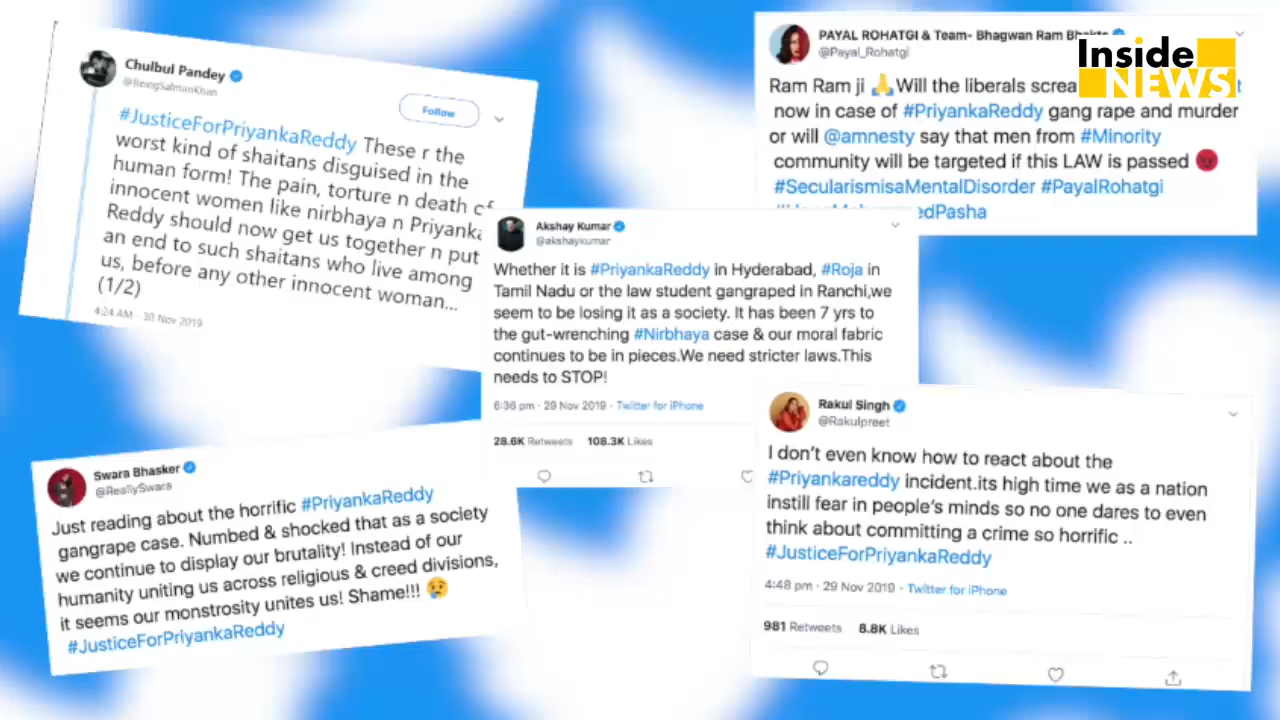 Chulbul Pandey
@BeingSalmanKhan
Follow
#JusticeForPriyankaReddy These r the
worst kind of shaitans disguised in the
human form! The pain, torture n death of
innocent women like nirbhaya n Priyanka
Reddy should now get us together n put
an end to such shaitans who live among
us, before any other innocent woman...
(1/2)
4:24 AM · 30 Nov 2019
PAYAL ROHATGI & Team- Bhagwan Ram Bhakts
@Payal_Rohatgi
Inside
NEWS
Ram Ram ji 🙏Will the liberals
now in case of #PriyankaReddy gang rape and murder
or will @amnesty say that men from #Minority
community will be targeted if this LAW is passed 😡
#SecularismisaMentalDisorder #PayalRohatgi
Akshay Kumar
@akshaykumar
Whether it is #PriyankaReddy in Hyderabad, #Roja in
Tamil Nadu or the law student gangraped in Ranchi,we
seem to be losing it as a society. It has been 7 yrs to
the gut-wrenching #Nirbhaya case & our moral fabric
continues to be in pieces.We need stricter laws.This
needs to STOP!
6:36 pm · 29 Nov 2019 · Twitter for iPhone
28.6K Retweets 108.3K Likes
Swara Bhasker
@ReallySwara
Just reading about the horrific #PriyankaReddy
gangrape case. Numbed & shocked that as a society
we continue to display our brutality! Instead of our
humanity uniting us across religious & creed divisions,
it seems our monstrosity unites us! Shame!!! 😢
#JusticeForPriyankaReddy
Rakul Singh
@Rakulpreet
I don't even know how to react about the
#Priyankareddy incident.its high time we as a nation
instill fear in people's minds so no one dares to even
think about committing a crime so horrific ..
#JusticeForPriyankaReddy
4:48 pm · 29 Nov 2019 · Twitter for iPhone
981 Retweets 8.8K Likes